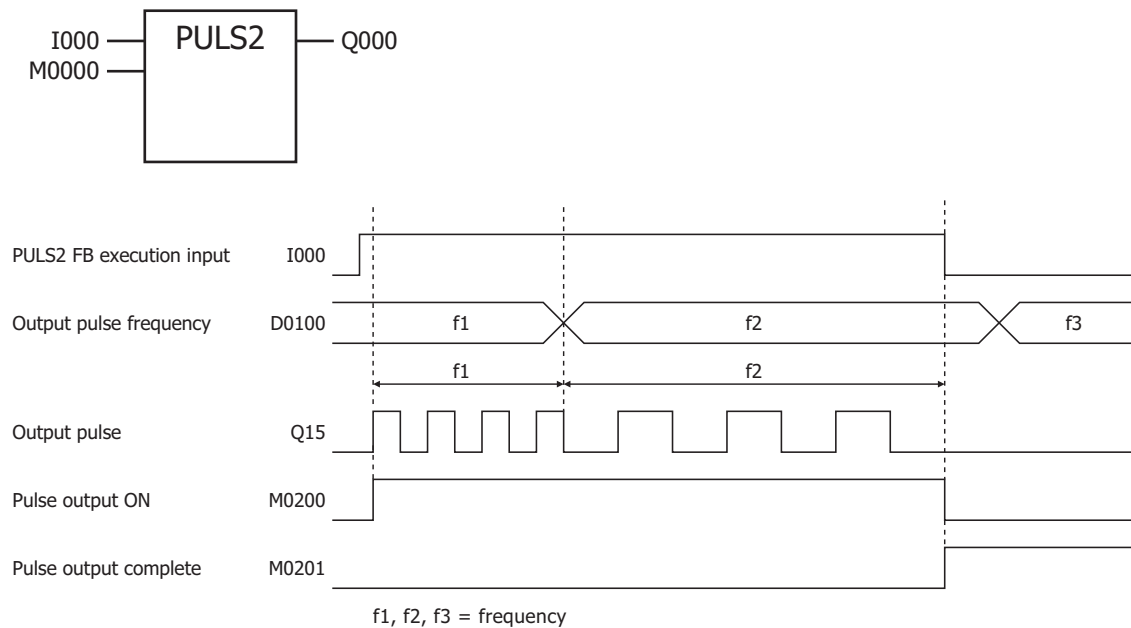 I000 PULS2 Q000
M0000
PULS2 FB execution input I000
Output pulse frequency D0100 f1 f2 f3
f1 f2
Output pulse Q15
Pulse output ON M0200
Pulse output complete M0201
f1, f2, f3 = frequency